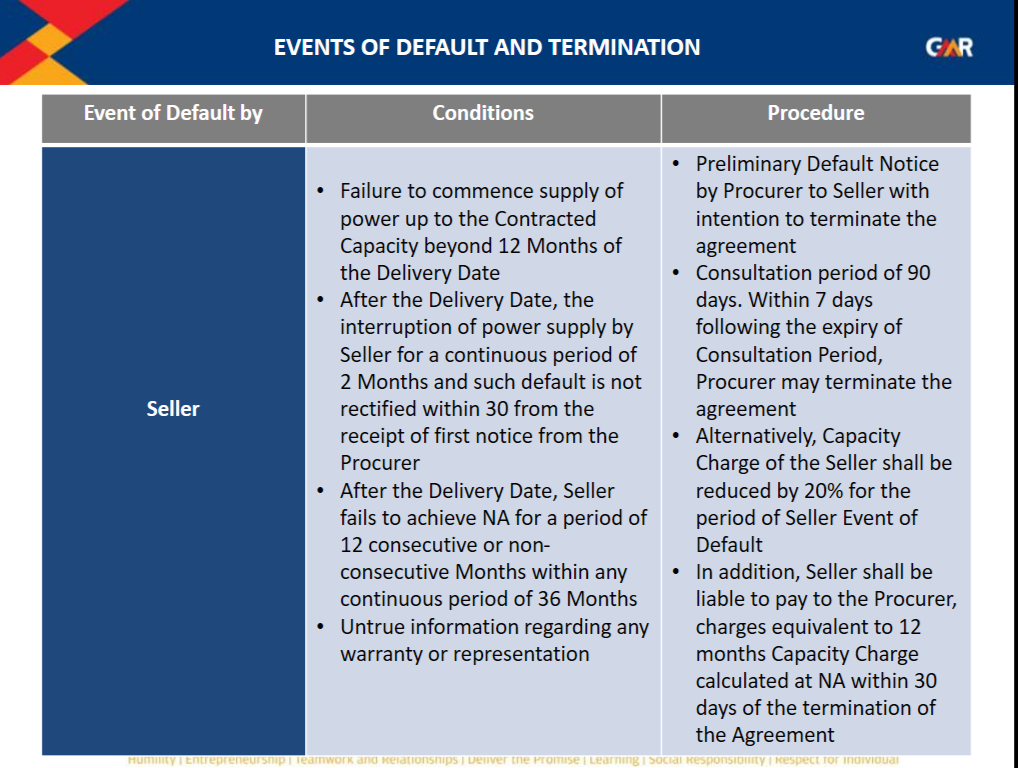 EVENTS OF DEFAULT AND TERMINATION
GMR
Event of Default by
Conditions
Procedure
Seller
• Failure to commence supply of
power up to the Contracted
Capacity beyond 12 Months of
the Delivery Date
• After the Delivery Date, the
interruption of power supply by
Seller for a continuous period of
2 Months and such default is not
rectified within 30 from the
receipt of first notice from the
Procurer
• After the Delivery Date, Seller
fails to achieve NA for a period of
12 consecutive or non-
consecutive Months within any
continuous period of 36 Months
• Untrue information regarding any
warranty or representation
• Preliminary Default Notice
by Procurer to Seller with
intention to terminate the
agreement
• Consultation period of 90
days. Within 7 days
following the expiry of
Consultation Period,
Procurer may terminate the
agreement
• Alternatively, Capacity
Charge of the Seller shall be
reduced by 20% for the
period of Seller Event of
Default
• In addition, Seller shall be
liable to pay to the Procurer,
charges equivalent to 12
months Capacity Charge
calculated at NA within 30
days of the termination of
the Agreement
Humility | Entrepreneurship | Teamwork and Relationships | Deliver the Promise | Learning | Social Responsibility | Respect for Individual